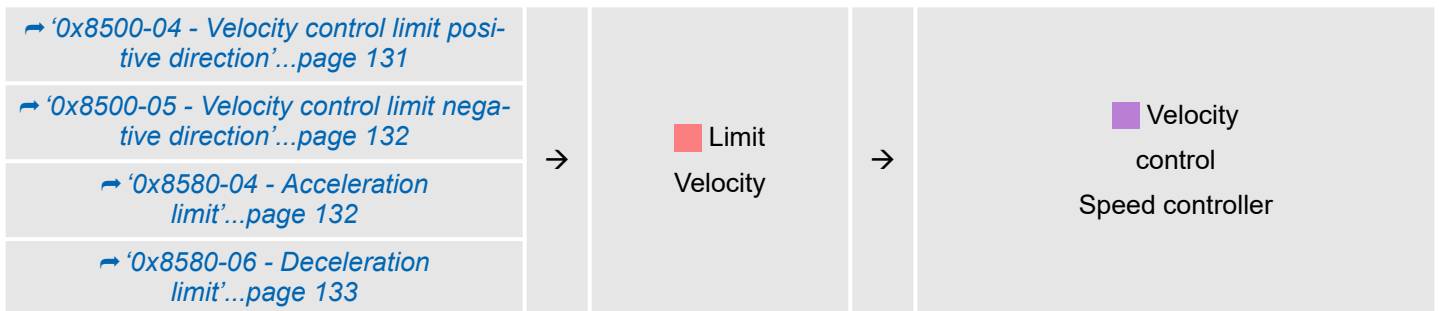 ➦ '0x8500-04 - Velocity control limit posi-
tive direction'...page 131
➦ '0x8500-05 - Velocity control limit nega-
tive direction'...page 132
➦ '0x8580-04 - Acceleration
limit'...page 132
➦ '0x8580-06 - Deceleration
limit'...page 133
→
Limit
Velocity
→
Velocity
control
Speed controller